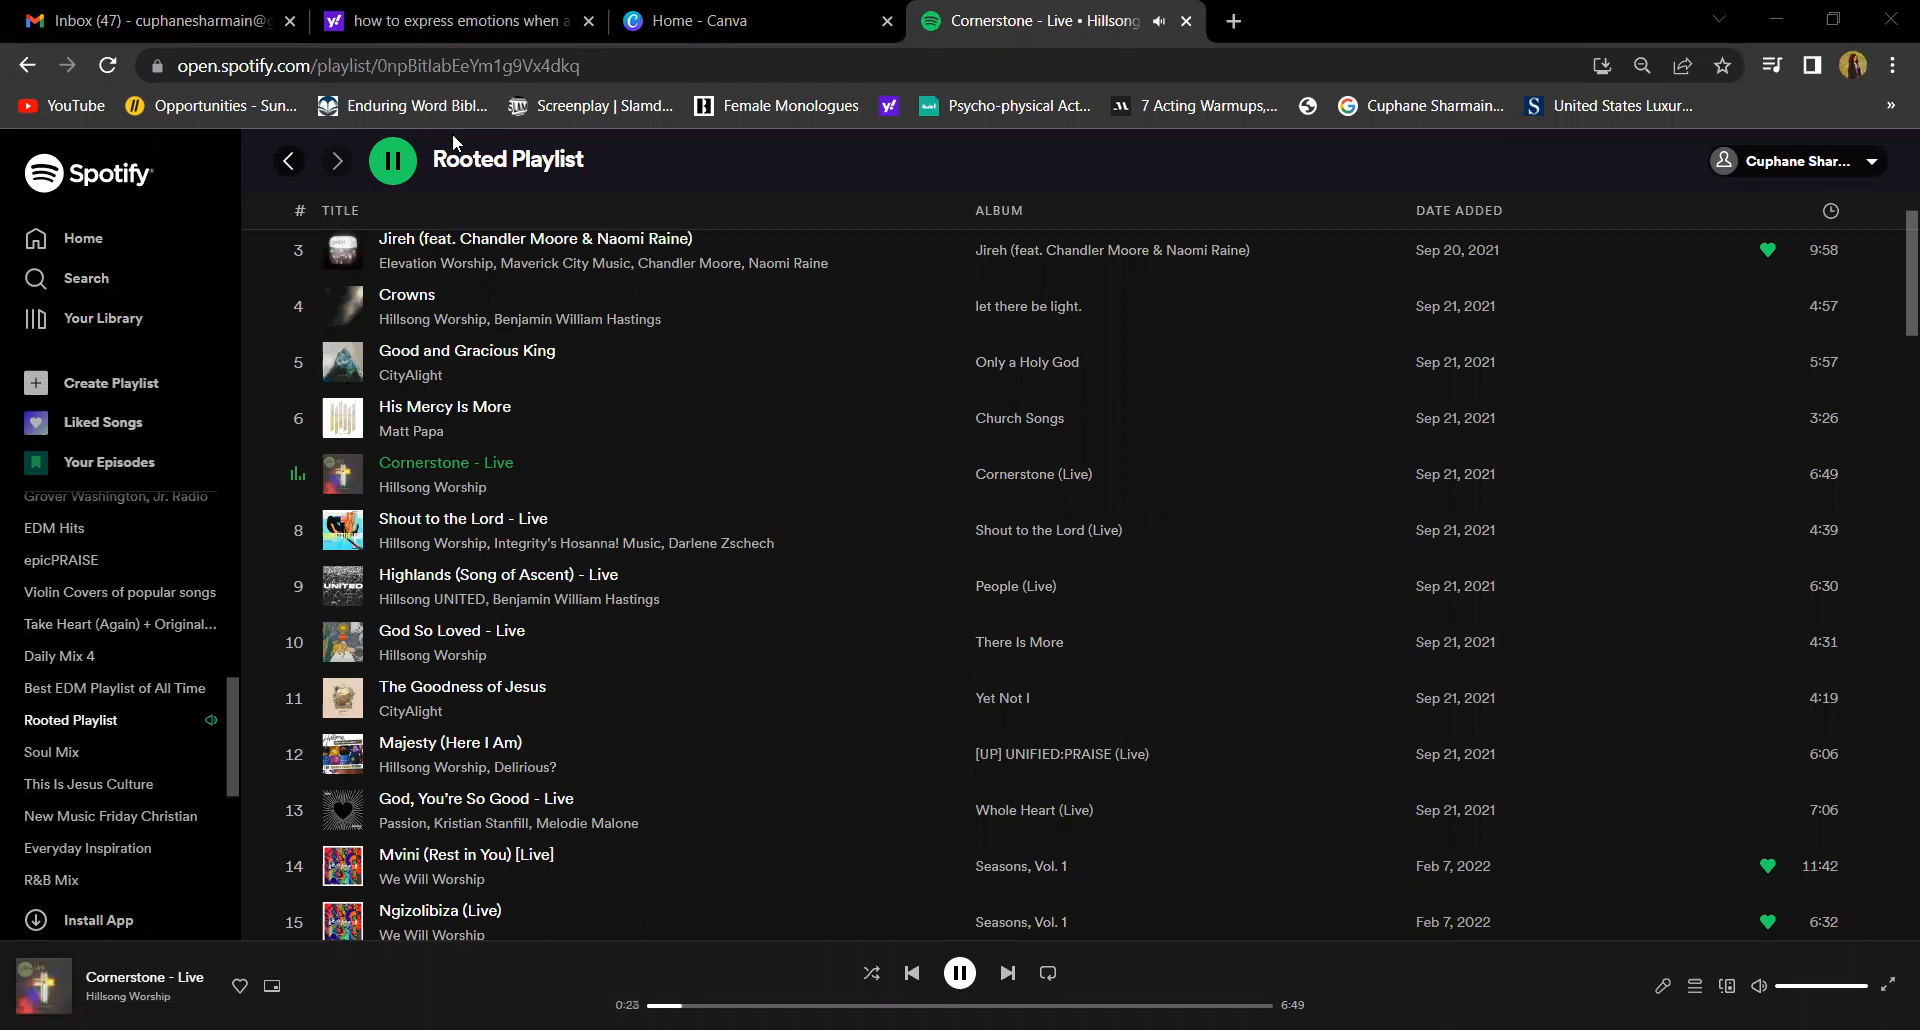 Inbox (47) - cuphanesharmain@g
how to express emotions when a
Home - Canva
Cornerstone - Live • Hillsong
open.spotify.com/playlist/0npBitlabEeYm1g9Vx4dkq
YouTube
Opportunities - Sun...
Enduring Word Bibl...
Screenplay | Slamd...
Female Monologues
Psycho-physical Act...
7 Acting Warmups,...
Cuphane Sharmain...
United States Luxur...
»
Spotify
Home
Search
Your Library
Create Playlist
Liked Songs
Your Episodes
Grover Washington, Jr. Radio
EDM Hits
epicPRAISE
Violin Covers of popular songs
Take Heart (Again) + Original...
Daily Mix 4
Best EDM Playlist of All Time
Rooted Playlist
Soul Mix
This Is Jesus Culture
New Music Friday Christian
Everyday Inspiration
R&B Mix
Install App
Rooted Playlist
Cuphane Shar...
# TITLE ALBUM DATE ADDED
3 Jireh (feat. Chandler Moore & Naomi Raine) Jireh (feat. Chandler Moore & Naomi Raine) Sep 20, 2021 9:58
Elevation Worship, Maverick City Music, Chandler Moore, Naomi Raine
4 Crowns let there be light. Sep 21, 2021 4:57
Hillsong Worship, Benjamin William Hastings
5 Good and Gracious King Only a Holy God Sep 21, 2021 5:57
CityAlight
6 His Mercy Is More Church Songs Sep 21, 2021 3:26
Matt Papa
Cornerstone - Live Cornerstone (Live) Sep 21, 2021 6:49
Hillsong Worship
8 Shout to the Lord - Live Shout to the Lord (Live) Sep 21, 2021 4:39
Hillsong Worship, Integrity's Hosanna! Music, Darlene Zschech
9 Highlands (Song of Ascent) - Live People (Live) Sep 21, 2021 6:30
Hillsong UNITED, Benjamin William Hastings
10 God So Loved - Live There Is More Sep 21, 2021 4:31
Hillsong Worship
11 The Goodness of Jesus Yet Not I Sep 21, 2021 4:19
CityAlight
12 Majesty (Here I Am) [UP] UNIFIED:PRAISE (Live) Sep 21, 2021 6:06
Hillsong Worship, Delirious?
13 God, You're So Good - Live Whole Heart (Live) Sep 21, 2021 7:06
Passion, Kristian Stanfill, Melodie Malone
14 Mvini (Rest in You) [Live] Seasons, Vol. 1 Feb 7, 2022 11:42
We Will Worship
15 Ngizolibiza (Live) Seasons, Vol. 1 Feb 7, 2022 6:32
We Will Worship
Cornerstone - Live
Hillsong Worship
0:23 6:49